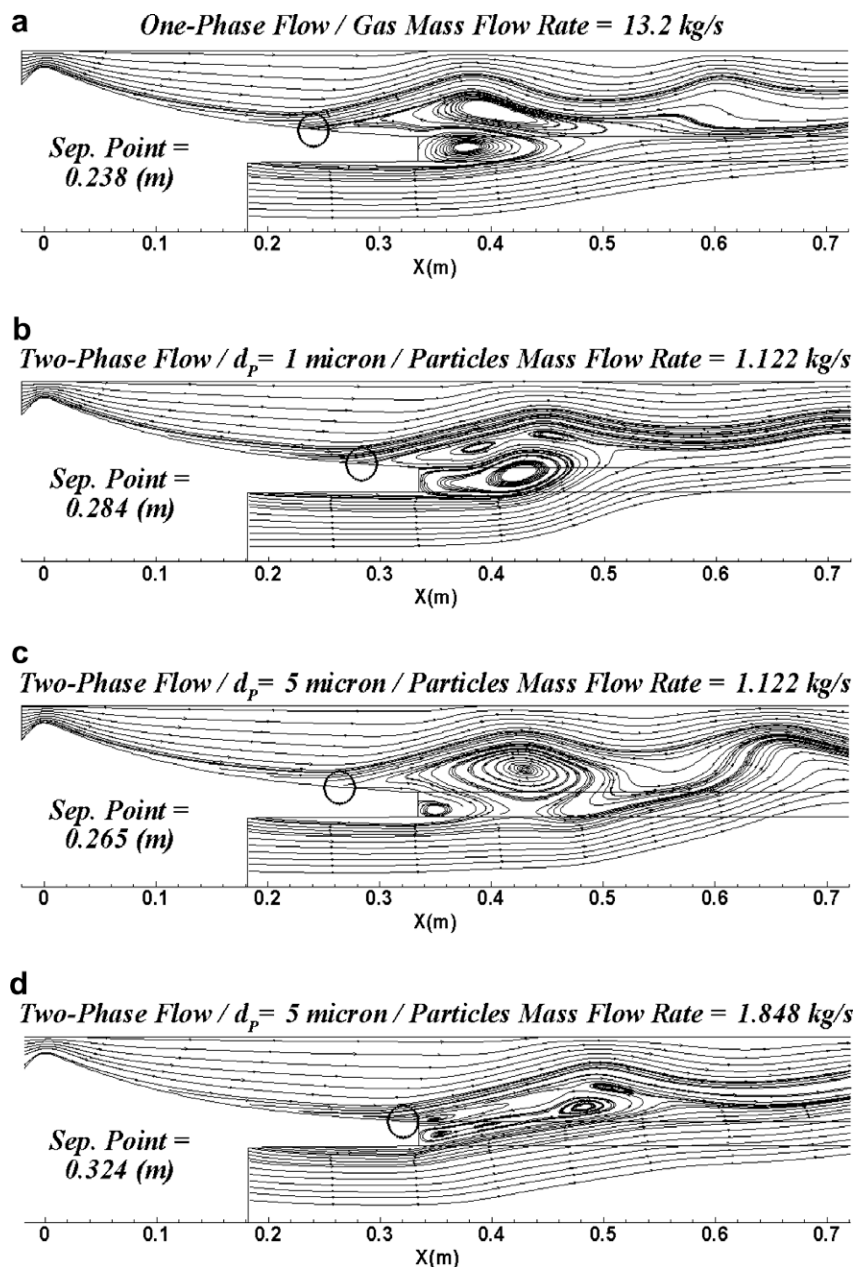 a
One-Phase Flow / Gas Mass Flow Rate = 13.2 kg/s
Sep. Point =
0.238 (m)
0 0.1 0.2 0.3 0.4 0.5 0.6 0.7
X(m)
b
Two-Phase Flow / dP= 1 micron / Particles Mass Flow Rate = 1.122 kg/s
Sep. Point =
0.284 (m)
0 0.1 0.2 0.3 0.4 0.5 0.6 0.7
X(m)
c
Two-Phase Flow / dP= 5 micron / Particles Mass Flow Rate = 1.122 kg/s
Sep. Point =
0.265 (m)
0 0.1 0.2 0.3 0.4 0.5 0.6 0.7
X(m)
d
Two-Phase Flow / dP= 5 micron / Particles Mass Flow Rate = 1.848 kg/s
Sep. Point =
0.324 (m)
0 0.1 0.2 0.3 0.4 0.5 0.6 0.7
X(m)